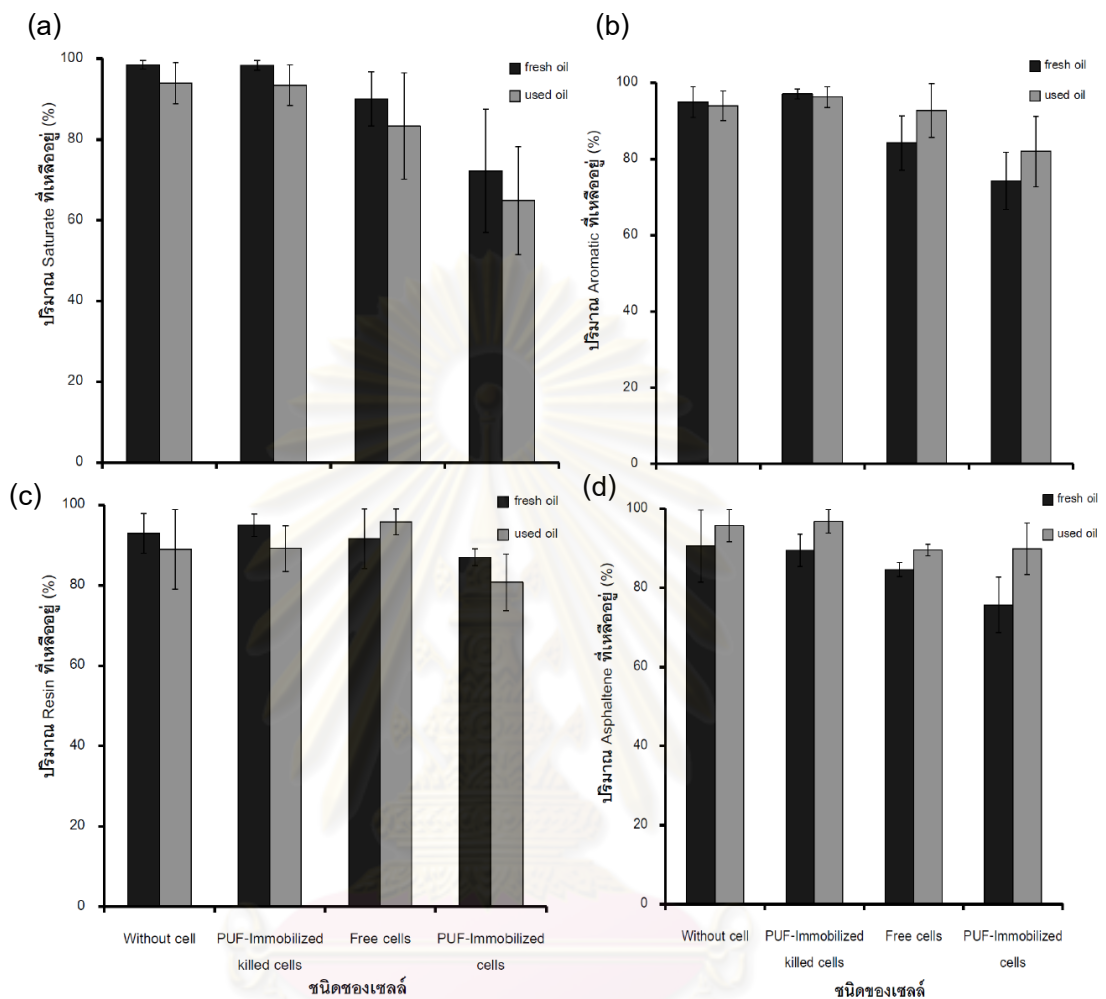 (a)
ปริมาณ Saturate ที่เหลืออยู่ (%)
100
80
60
40
20
0
fresh oil
used oil
(b)
ปริมาณ Aromatic ที่เหลืออยู่ (%)
100
80
60
40
20
0
fresh oil
used oil
(c)
ปริมาณ Resin ที่เหลืออยู่ (%)
100
80
60
40
20
0
fresh oil
used oil
Without cell
PUF-Immobilized
killed cells
Free cells
PUF-Immobilized
cells
ชนิดชองเซลล์
(d)
ปริมาณ Asphaltene ที่เหลืออยู่ (%)
100
80
60
40
20
0
fresh oil
used oil
Without cell
PUF-Immobilized
killed cells
Free cells
PUF-Immobilized
cells
ชนิดของเซลล์